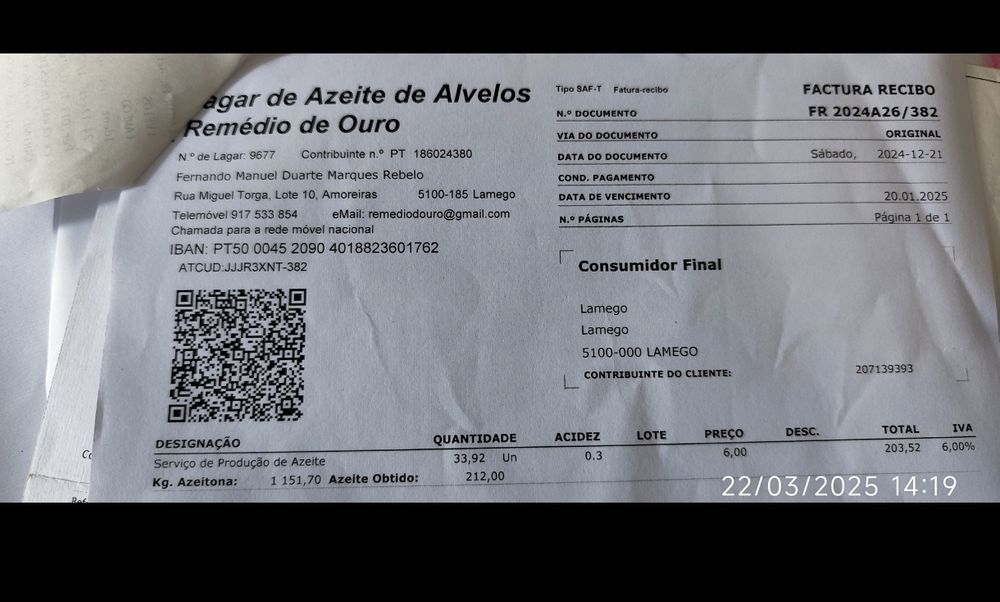 agar de Azeite de Alvelos
Remédio de Ouro
N º de Lagar: 9677 Contribuinte n.º PT 186024380
Fernando Manuel Duarte Marques Rebelo
Rua Miguel Torga, Lote 10, Amoreiras 5100-185 Lamego
Telemóvel 917 533 854 eMail: remediodouro@gmail.com
Chamada para a rede móvel nacional
IBAN: PT50 0045 2090 4018823601762
ATCUD:JJJR3XNT-382
Tipo SAF-T Fatura-recibo FACTURA RECIBO
N.º DOCUMENTO FR 2024A26/382
VIA DO DOCUMENTO ORIGINAL
DATA DO DOCUMENTO Sábado, 2024-12-21
COND. PAGAMENTO
DATA DE VENCIMENTO 20.01.2025
N.º PÁGINAS Página 1 de 1
Consumidor Final
Lamego
Lamego
5100-000 LAMEGO
CONTRIBUINTE DO CLIENTE: 207139393
DESIGNAÇÃO QUANTIDADE ACIDEZ LOTE PREÇO DESC. TOTAL IVA
Serviço de Produção de Azeite 33,92 Un 0.3 6,00 203,52 6,00%
Kg. Azeitona: 1 151,70 Azeite Obtido: 212,00
22/03/2025 14:19